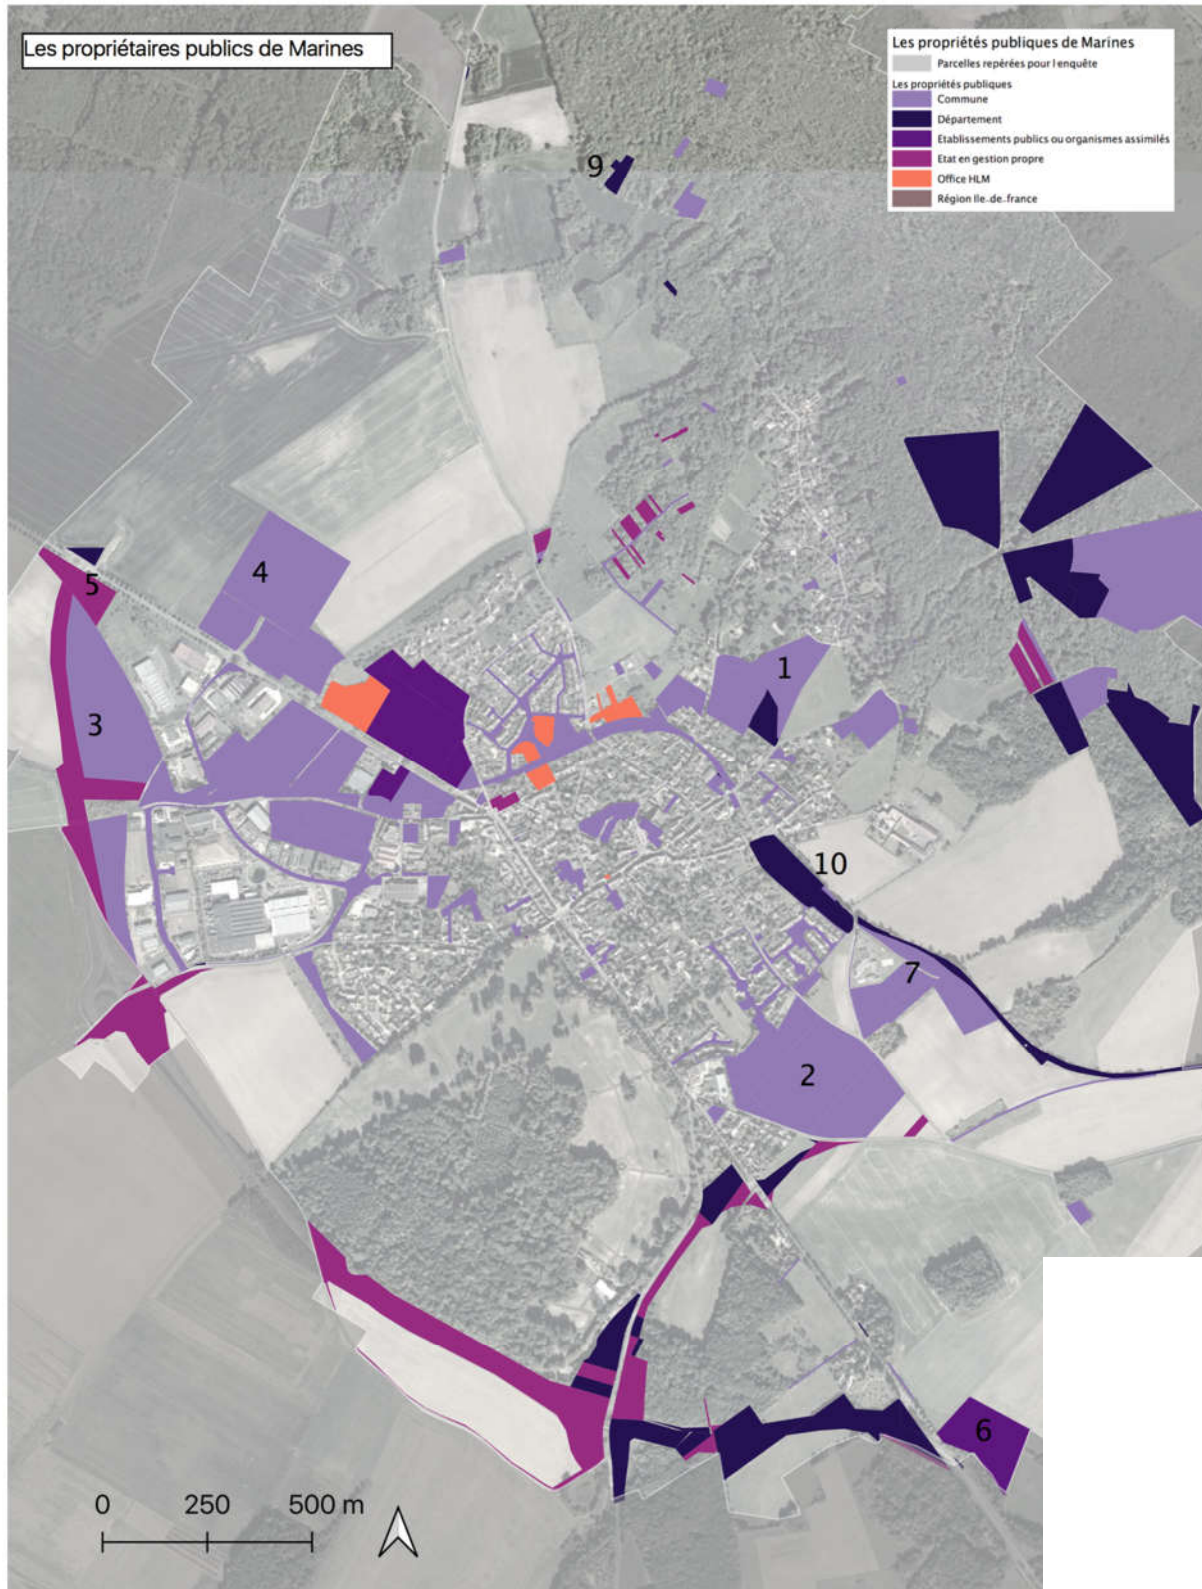 Les propriétaires publics de Marines
Les propriétés publiques de Marines
Parcelles repérées pour l enquête
Les propriétés publiques
Commune
Département
Etablissements publics ou organismes assimilés
Etat en gestion propre
Office HLM
Région Ile-de-france
9
4
5
1
3
10
7
2
6
0 250 500 m